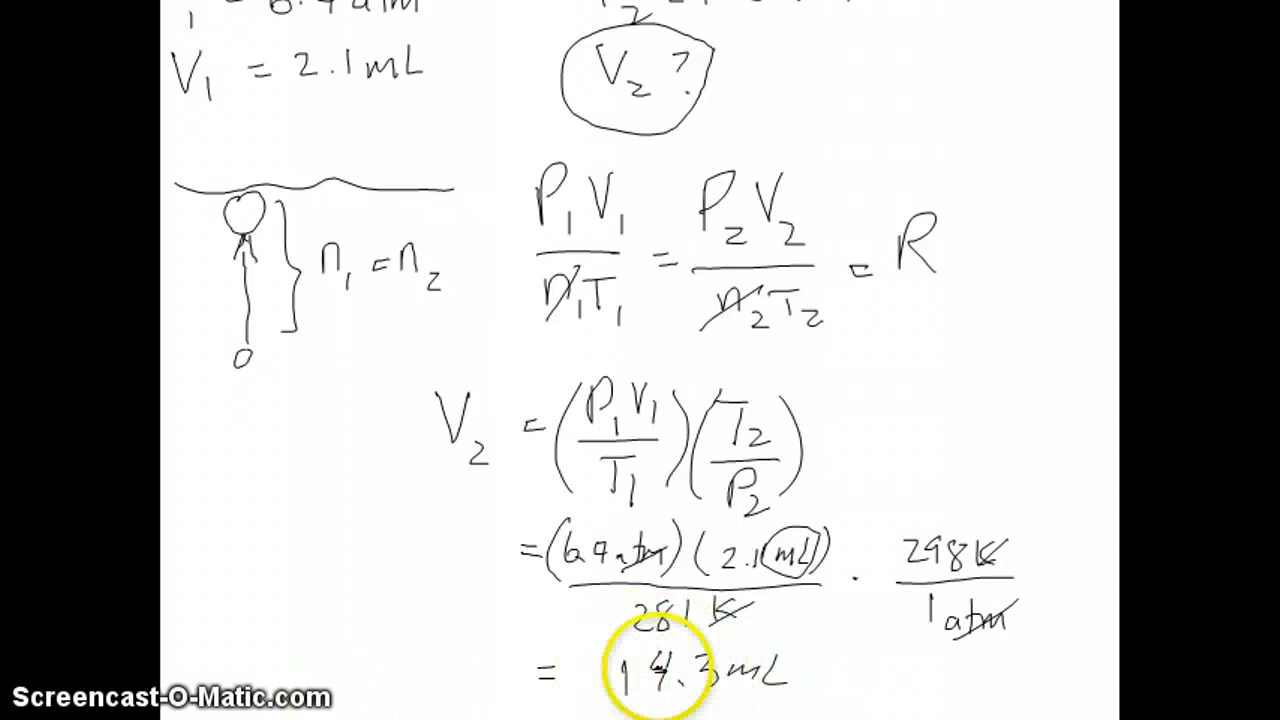 V₁ = 2.1 mL
V₂ ?
n₁ = n₂
P₁V₁ / n₁T₁ = P₂V₂ / n₂T₂ = R
V₂ = (P₁V₁ / T₁)(T₂ / P₂)
= (6.4 atm)(2.1 mL) / 281 K · 298 K / 1 atm
= 14.3 mL
Screencast-O-Matic.com